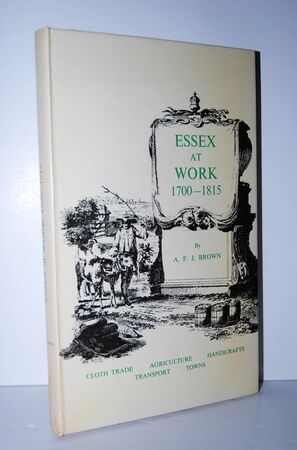 ESSEX
AT
WORK
1700—1815
By
A. F. J. BROWN
CLOTH TRADE AGRICULTURE HANDICRAFTS
TRANSPORT TOWNS